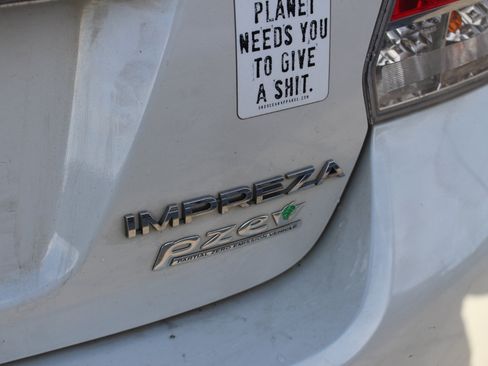 PLANET
NEEDS YOU
TO GIVE
A SHIT.
IMPREZA
PZEV
PARTIAL ZERO EMISSION VEHICLE